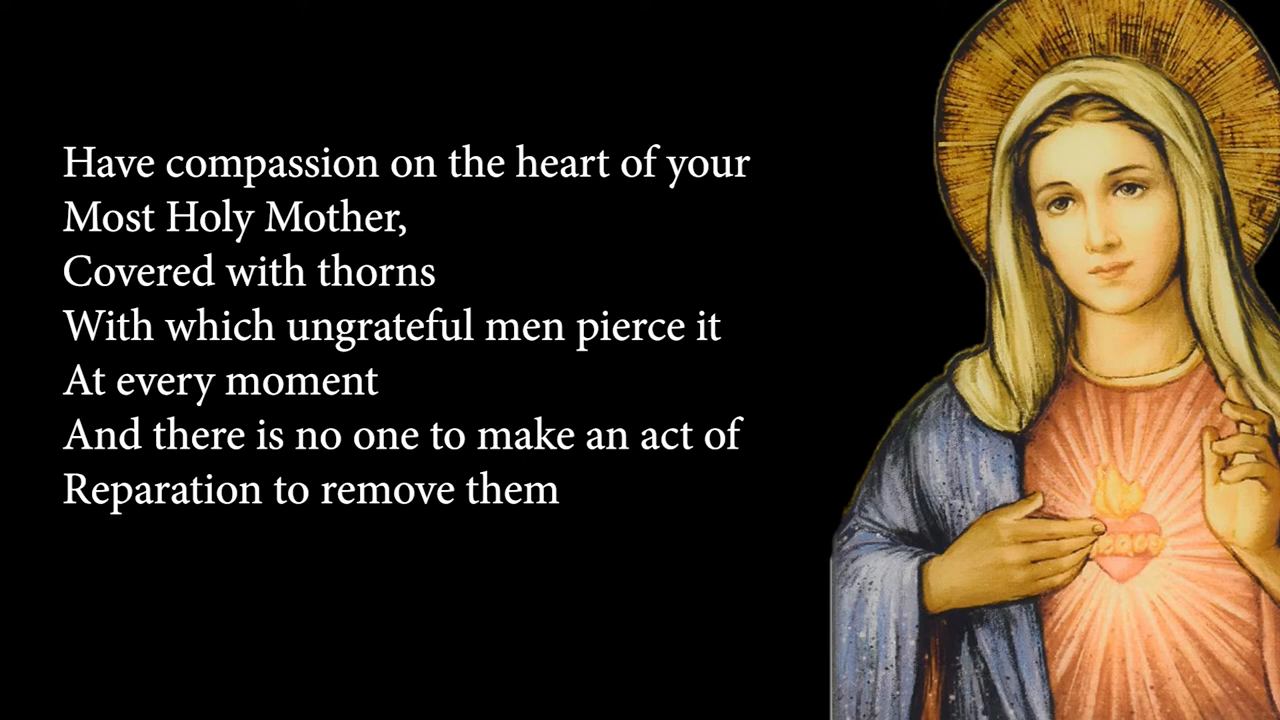 Have compassion on the heart of your
Most Holy Mother,
Covered with thorns
With which ungrateful men pierce it
At every moment
And there is no one to make an act of
Reparation to remove them